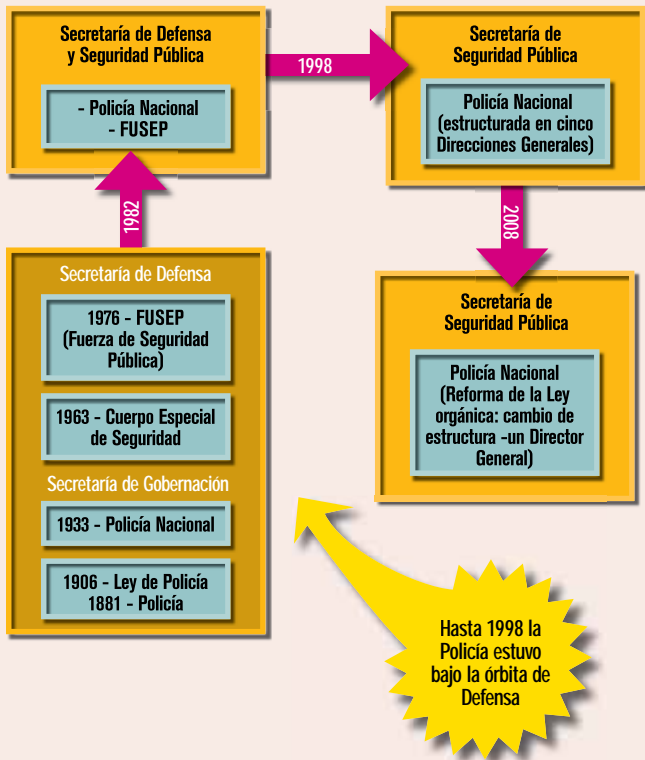 Secretaría de Defensa
y Seguridad Pública
- Policía Nacional
- FUSEP
1998
Secretaría de
Seguridad Pública
Policía Nacional
(estructurada en cinco
Direcciones Generales)
1982
2008
Secretaría de Defensa
1976 - FUSEP
(Fuerza de Seguridad
Pública)
1963 - Cuerpo Especial
de Seguridad
Secretaría de Gobernación
1933 - Policía Nacional
1906 - Ley de Policía
1881 - Policía
Secretaría de
Seguridad Pública
Policía Nacional
(Reforma de la Ley
orgánica: cambio de
estructura -un Director
General)
Hasta 1998 la
Policía estuvo
bajo la órbita de
Defensa